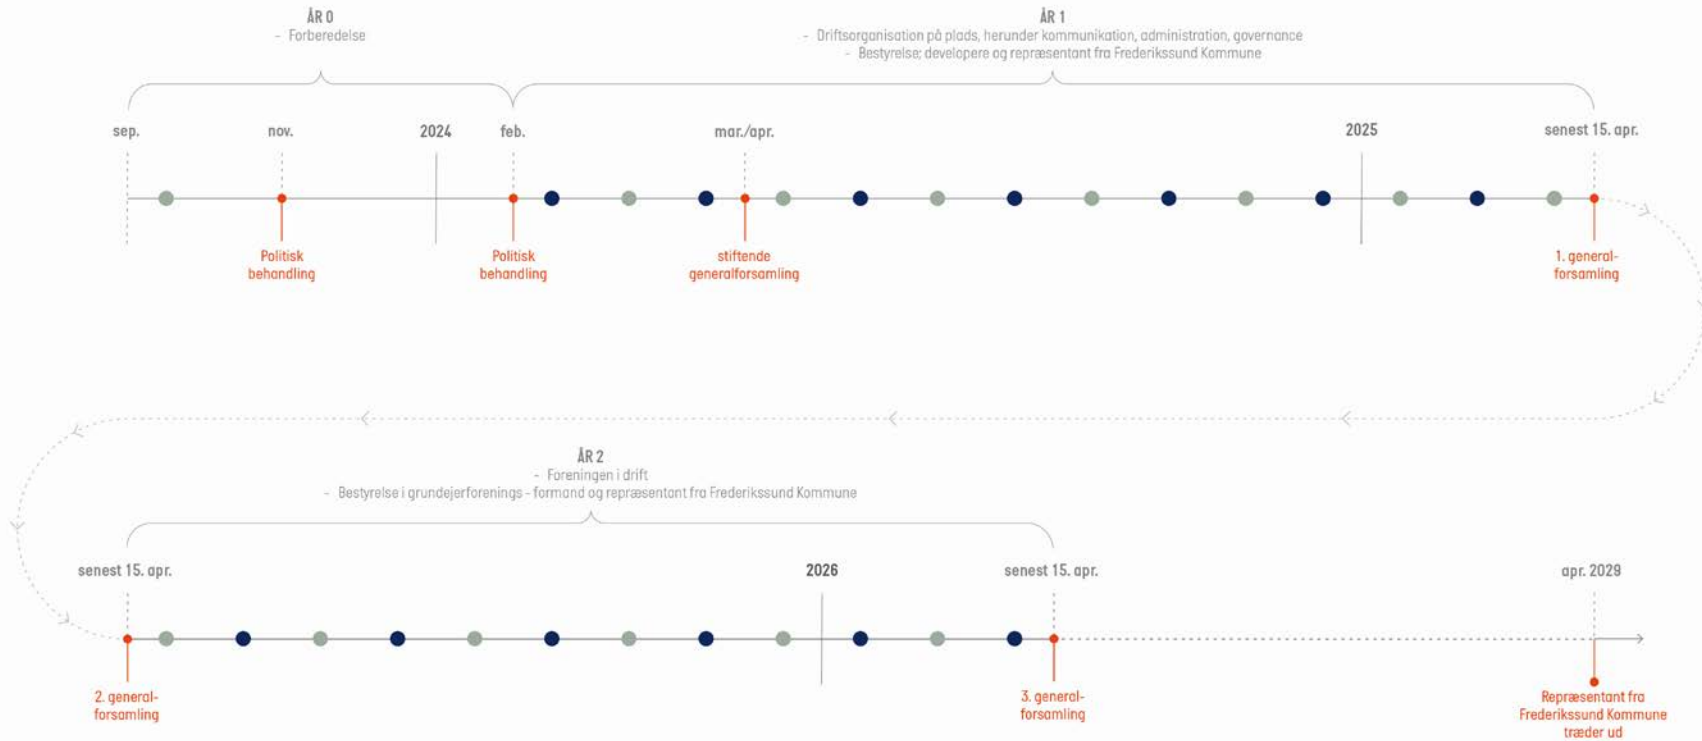 ÅR 0
- Forberedelse
ÅR 1
- Driftsorganisation på plads, herunder kommunikation, administration, governance
- Bestyrelse; developere og repræsentant fra Frederikssund Kommune
sep.
nov.
2024
feb.
mar./apr.
2025
senest 15. apr.
Politisk
behandling
Politisk
behandling
stiftende
generalforsamling
1. general-
forsamling
ÅR 2
- Foreningen i drift
- Bestyrelse i grundejerforenings - formand og repræsentant fra Frederikssund Kommune
senest 15. apr.
2026
senest 15. apr.
apr. 2029
2. general-
forsamling
3. general-
forsamling
Repræsentant fra
Frederikssund Kommune
træder ud